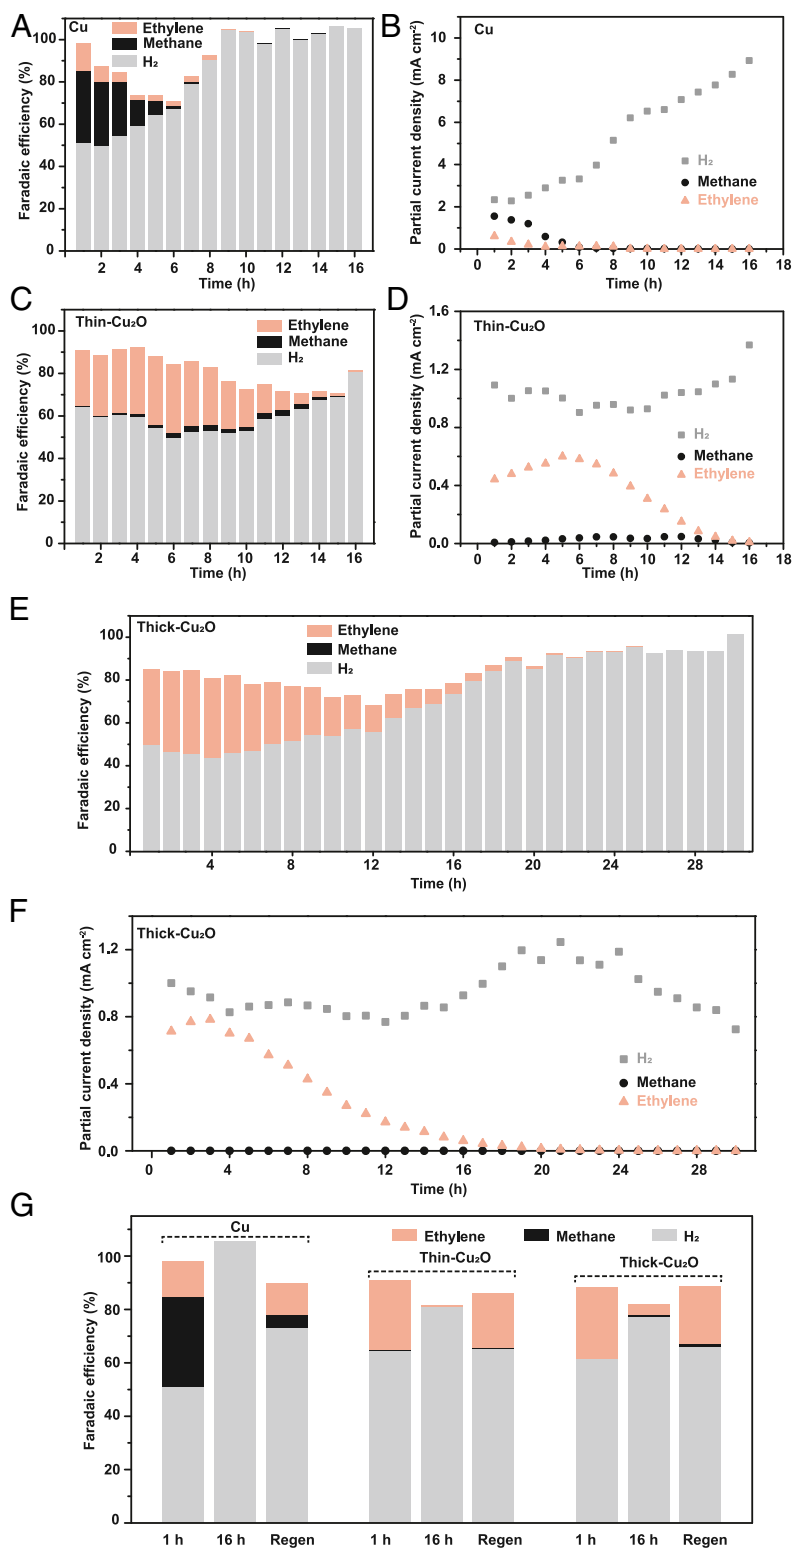 A
Cu
Ethylene
Methane
H₂
Faradaic efficiency (%)
100
80
60
40
20
0
2 4 6 8 10 12 14 16
Time (h)
B
Cu
Partial current density (mA cm⁻²)
10
8
6
4
2
0
H₂
Methane
Ethylene
0 2 4 6 8 10 12 14 16 18
Time (h)
C
Thin-Cu₂O
Ethylene
Methane
H₂
Faradaic efficiency (%)
100
80
60
40
20
0
2 4 6 8 10 12 14 16
Time (h)
D
Thin-Cu₂O
Partial current density (mA cm⁻²)
1.6
1.2
0.8
0.4
0.0
H₂
Methane
Ethylene
0 2 4 6 8 10 12 14 16 18
Time (h)
E
Thick-Cu₂O
Ethylene
Methane
H₂
Faradaic efficiency (%)
100
80
60
40
20
0
4 8 12 16 20 24 28
Time (h)
F
Thick-Cu₂O
Partial current density (mA cm⁻²)
1.2
0.8
0.4
0.0
H₂
Methane
Ethylene
0 4 8 12 16 20 24 28
Time (h)
G
Cu
Ethylene Methane H₂
Thin-Cu₂O Thick-Cu₂O
Faradaic efficiency (%)
100
80
60
40
20
0
1 h 16 h Regen 1 h 16 h Regen 1 h 16 h Regen